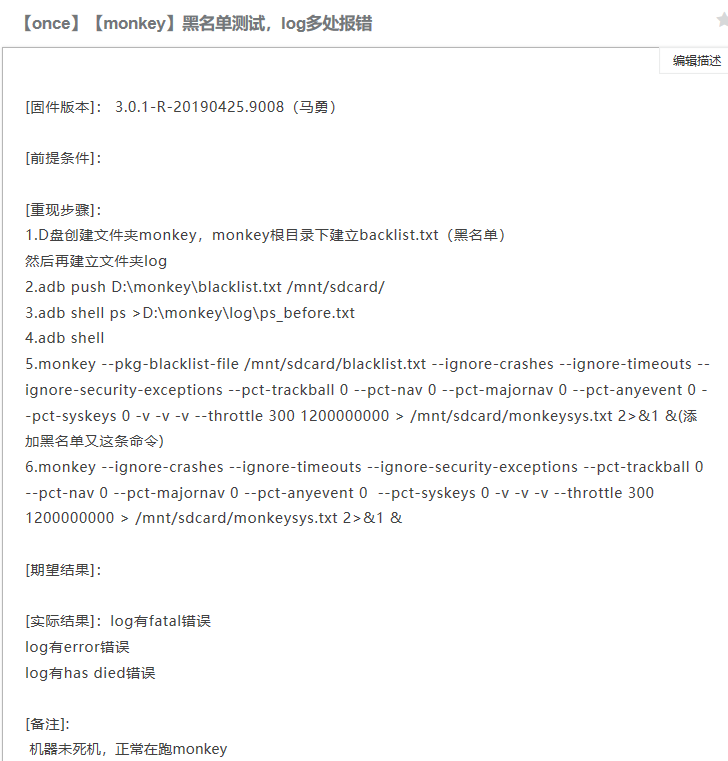 【once】【monkey】黑名单测试，log多处报错
编辑描述
[固件版本]： 3.0.1-R-20190425.9008（马勇）
[前提条件]：
[重现步骤]：
1.D盘创建文件夹monkey，monkey根目录下建立backlist.txt（黑名单）
然后再建立文件夹log
2.adb push D:\monkey\blacklist.txt /mnt/sdcard/
3.adb shell ps >D:\monkey\log\ps_before.txt
4.adb shell
5.monkey --pkg-blacklist-file /mnt/sdcard/blacklist.txt --ignore-crashes --ignore-timeouts --
ignore-security-exceptions --pct-trackball 0 --pct-nav 0 --pct-majornav 0 --pct-anyevent 0 -
-pct-syskeys 0 -v -v -v --throttle 300 1200000000 > /mnt/sdcard/monkeysys.txt 2>&1 &(添
加黑名单又这条命令)
6.monkey --ignore-crashes --ignore-timeouts --ignore-security-exceptions --pct-trackball 0
--pct-nav 0 --pct-majornav 0 --pct-anyevent 0  --pct-syskeys 0 -v -v -v --throttle 300
1200000000 > /mnt/sdcard/monkeysys.txt 2>&1 &
[期望结果]：
[实际结果]：log有fatal错误
log有error错误
log有has died错误
[备注]:
机器未死机，正常在跑monkey